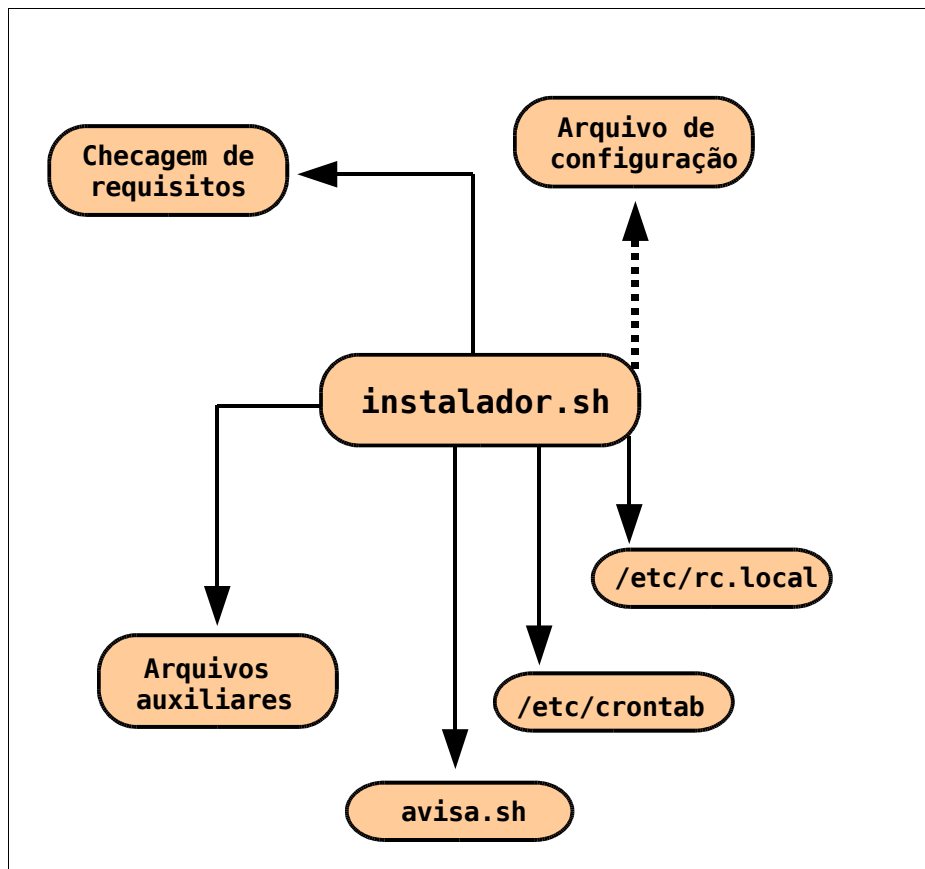 Arquivo de
configuração
Checagem de
requisitos
instalador.sh
/etc/rc.local
Arquivos
auxiliares
/etc/crontab
avisa.sh